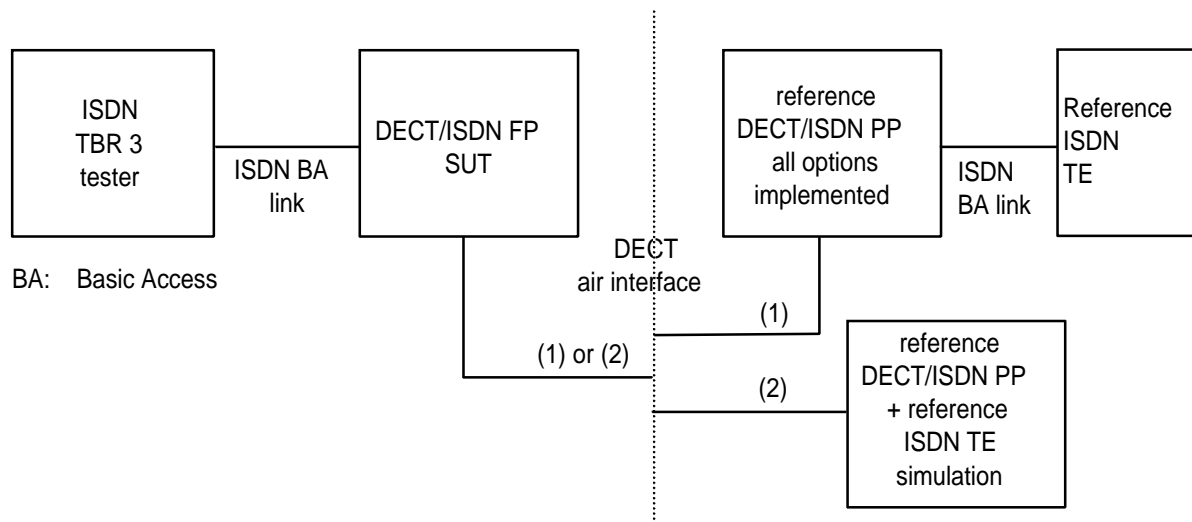 ISDN
TBR 3
tester
ISDN BA
link
DECT/ISDN FP
SUT
reference
DECT/ISDN PP
all options
implemented
ISDN
BA link
Reference
ISDN
TE
BA: Basic Access
DECT
air interface
(1)
(1) or (2)
(2)
reference
DECT/ISDN PP
+ reference
ISDN TE
simulation